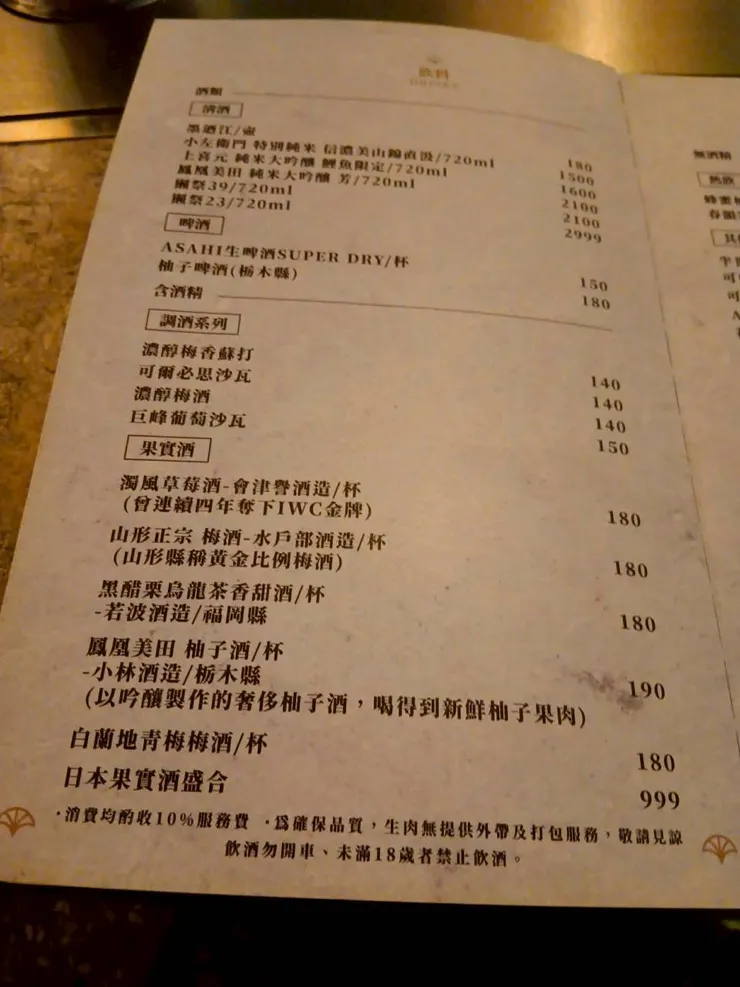 飲料
酒類
清酒
墨迺江/壺 180
小左衛門 特別純米 信濃美山錦直汲/720ml 1500
上喜元 純米大吟釀 鯉魚限定/720ml 1600
鳳凰美田 純米大吟釀 芳/720ml 2100
獺祭39/720ml 2100
獺祭23/720ml 2999
啤酒
ASAHI生啤酒SUPER DRY/杯 150
柚子啤酒(栃木縣) 180
含酒精
調酒系列
濃醇梅香蘇打 140
可爾必思沙瓦 140
濃醇梅酒 140
巨峰葡萄沙瓦 150
果實酒
濁風草莓酒-會津譽酒造/杯 180
(曾連續四年奪下IWC金牌)
山形正宗 梅酒-水戶部酒造/杯 180
(山形縣稱黃金比例梅酒)
黑醋栗烏龍茶香甜酒/杯 180
-若波酒造/福岡縣
鳳凰美田 柚子酒/杯 190
-小林酒造/栃木縣
(以吟釀製作的奢侈柚子酒，喝得到新鮮柚子果肉)
白蘭地青梅梅酒/杯 180
日本果實酒盛合 999
·消費均酌收10%服務費 ·為確保品質，生肉無提供外帶及打包服務，敬請見諒
飲酒勿開車、未滿18歲者禁止飲酒。
無酒精